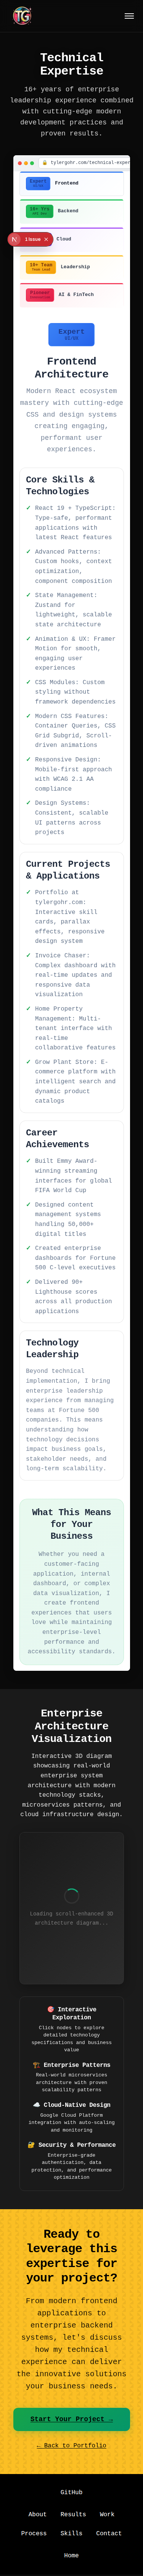 TG
Technical
Expertise
16+ years of enterprise
leadership experience combined
with cutting-edge modern
development practices and
proven results.
tylergohr.com/technical-exper
Expert
Frontend
10+ Yrs
Backend
Cloud
N
1 Issue ×
10+ Team
Leadership
Pioneer
AI & FinTech
Expert
Frontend
Architecture
Modern React ecosystem
mastery with cutting-edge
CSS and design systems
creating engaging,
performant user
experiences.
Core Skills &
Technologies
✓ React 19 + TypeScript:
Type-safe, performant
applications with
latest React features
✓ Advanced Patterns:
Custom hooks, context
optimization,
component composition
✓ State Management:
Zustand for
lightweight, scalable
state architecture
✓ Animation & UX: Framer
Motion for smooth,
engaging user
experiences
✓ CSS Modules: Custom
styling without
framework dependencies
✓ Modern CSS Features:
Container Queries, CSS
Grid Subgrid, Scroll-
driven animations
✓ Responsive Design:
Mobile-first approach
with WCAG 2.1 AA
compliance
✓ Design Systems:
Consistent, scalable
UI patterns across
projects
Current Projects
& Applications
✓ Portfolio at
tylergohr.com:
Interactive skill
cards, parallax
effects, responsive
design system
✓ Invoice Chaser:
Complex dashboard with
real-time updates and
responsive data
visualization
✓ Home Property
Management: Multi-
tenant interface with
real-time
collaborative features
✓ Grow Plant Store: E-
commerce platform with
intelligent search and
dynamic product
catalogs
Career
Achievements
✓ Built Emmy Award-
winning streaming
interfaces for global
FIFA World Cup
✓ Designed content
management systems
handling 50,000+
digital titles
✓ Created enterprise
dashboards for Fortune
500 C-level executives
✓ Delivered 90+
Lighthouse scores
across all production
applications
Technology
Leadership
Beyond technical
implementation, I bring
enterprise leadership
experience from managing
teams at Fortune 500
companies. This means
understanding how
technology decisions
impact business goals,
stakeholder needs, and
long-term scalability.
What This Means
for Your
Business
Whether you need a
customer-facing
application, internal
dashboard, or complex
data visualization, I
create frontend
experiences that users
love while maintaining
enterprise-level
performance and
accessibility standards.
Enterprise
Architecture
Visualization
Interactive 3D diagram
showcasing real-world
enterprise system
architecture with modern
technology stacks,
microservices patterns, and
cloud infrastructure design.
Loading scroll-enhanced 3D
architecture diagram...
🎯 Interactive
Exploration
Click nodes to explore
detailed technology
specifications and business
value
🏗️ Enterprise Patterns
Real-world microservices
architecture with proven
scalability patterns
☁️ Cloud-Native Design
Google Cloud Platform
integration with auto-scaling
and monitoring
🔐 Security & Performance
Enterprise-grade
authentication, data
protection, and performance
optimization
Ready to
leverage this
expertise for
your project?
From modern frontend
applications to
enterprise backend
systems, let's discuss
how my technical
experience can deliver
the innovative solutions
your business needs.
Start Your Project →
← Back to Portfolio
GitHub
About Results Work
Process Skills Contact
Home